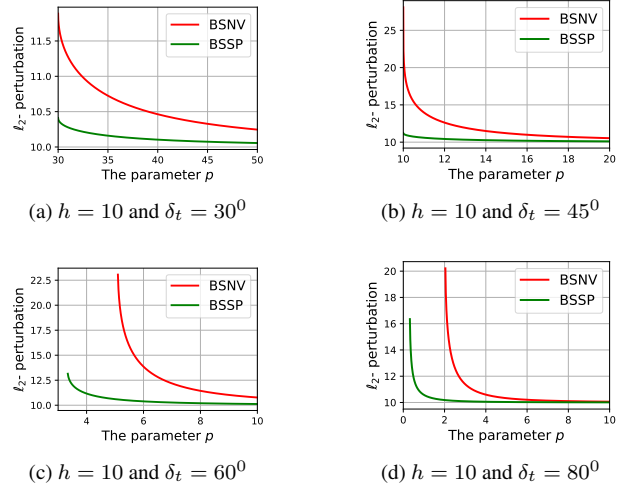 BSNV
BSSP
11.5
11.0
10.5
10.0
ℓ₂- perturbation
30 35 40 45 50
The parameter p
(a) h = 10 and δₜ = 30⁰
BSNV
BSSP
25
20
15
10
ℓ₂- perturbation
10 12 14 16 18 20
The parameter p
(b) h = 10 and δₜ = 45⁰
BSNV
BSSP
22.5
20.0
17.5
15.0
12.5
10.0
ℓ₂- perturbation
4 6 8 10
The parameter p
(c) h = 10 and δₜ = 60⁰
BSNV
BSSP
20
18
16
14
12
10
ℓ₂- perturbation
0 2 4 6 8 10
The parameter p
(d) h = 10 and δₜ = 80⁰